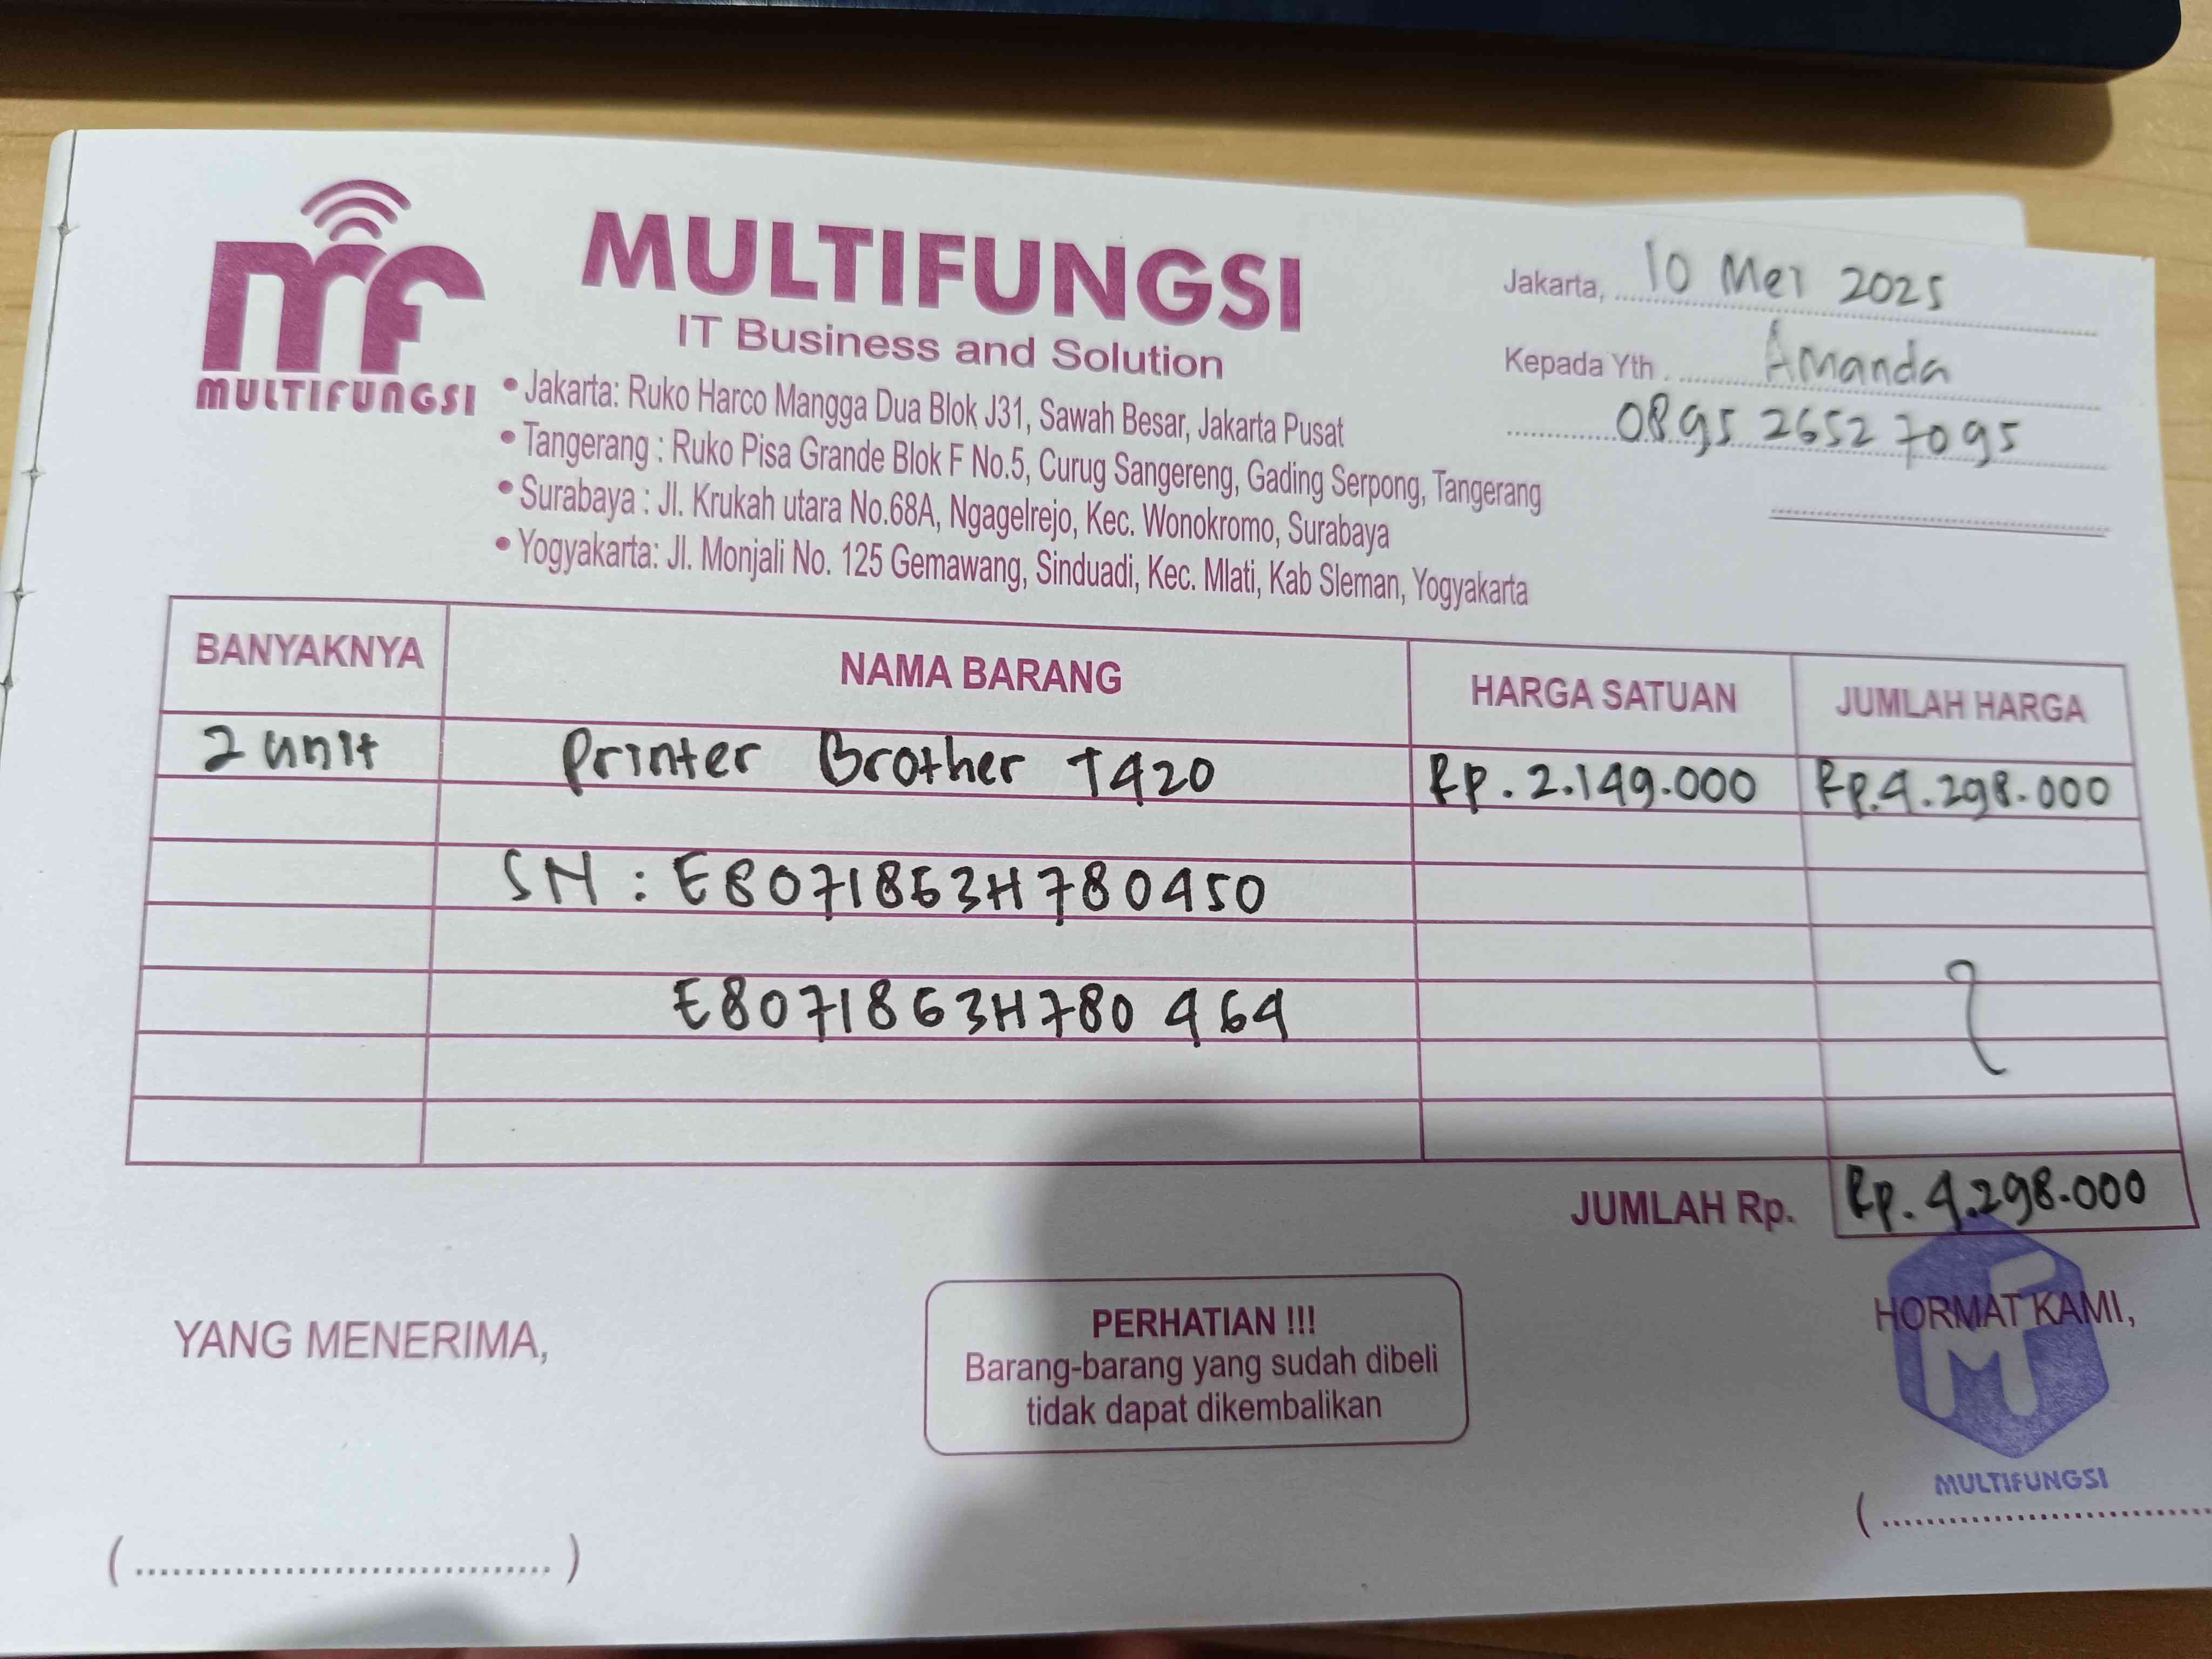 mf
MULTIFUNGSI
MULTIFUNGSI
IT Business and Solution
• Jakarta: Ruko Harco Mangga Dua Blok J31, Sawah Besar, Jakarta Pusat
• Tangerang : Ruko Pisa Grande Blok F No.5, Curug Sangereng, Gading Serpong, Tangerang
• Surabaya : Jl. Krukah utara No.68A, Ngagelrejo, Kec. Wonokromo, Surabaya
• Yogyakarta: Jl. Monjali No. 125 Gemawang, Sinduadi, Kec. Mlati, Kab Sleman, Yogyakarta
Jakarta, 10 Mei 2025
Kepada Yth. Amanda
0895 2652 7095
BANYAKNYA NAMA BARANG HARGA SATUAN JUMLAH HARGA
2 unit Printer Brother T420 Rp. 2.149.000 Rp. 4.298.000
SN : E8071863H780450
E8071863H780 464
JUMLAH Rp. Rp. 4.298.000
YANG MENERIMA,
PERHATIAN !!!
Barang-barang yang sudah dibeli
tidak dapat dikembalikan
HORMAT KAMI,
MF
MULTIFUNGSI